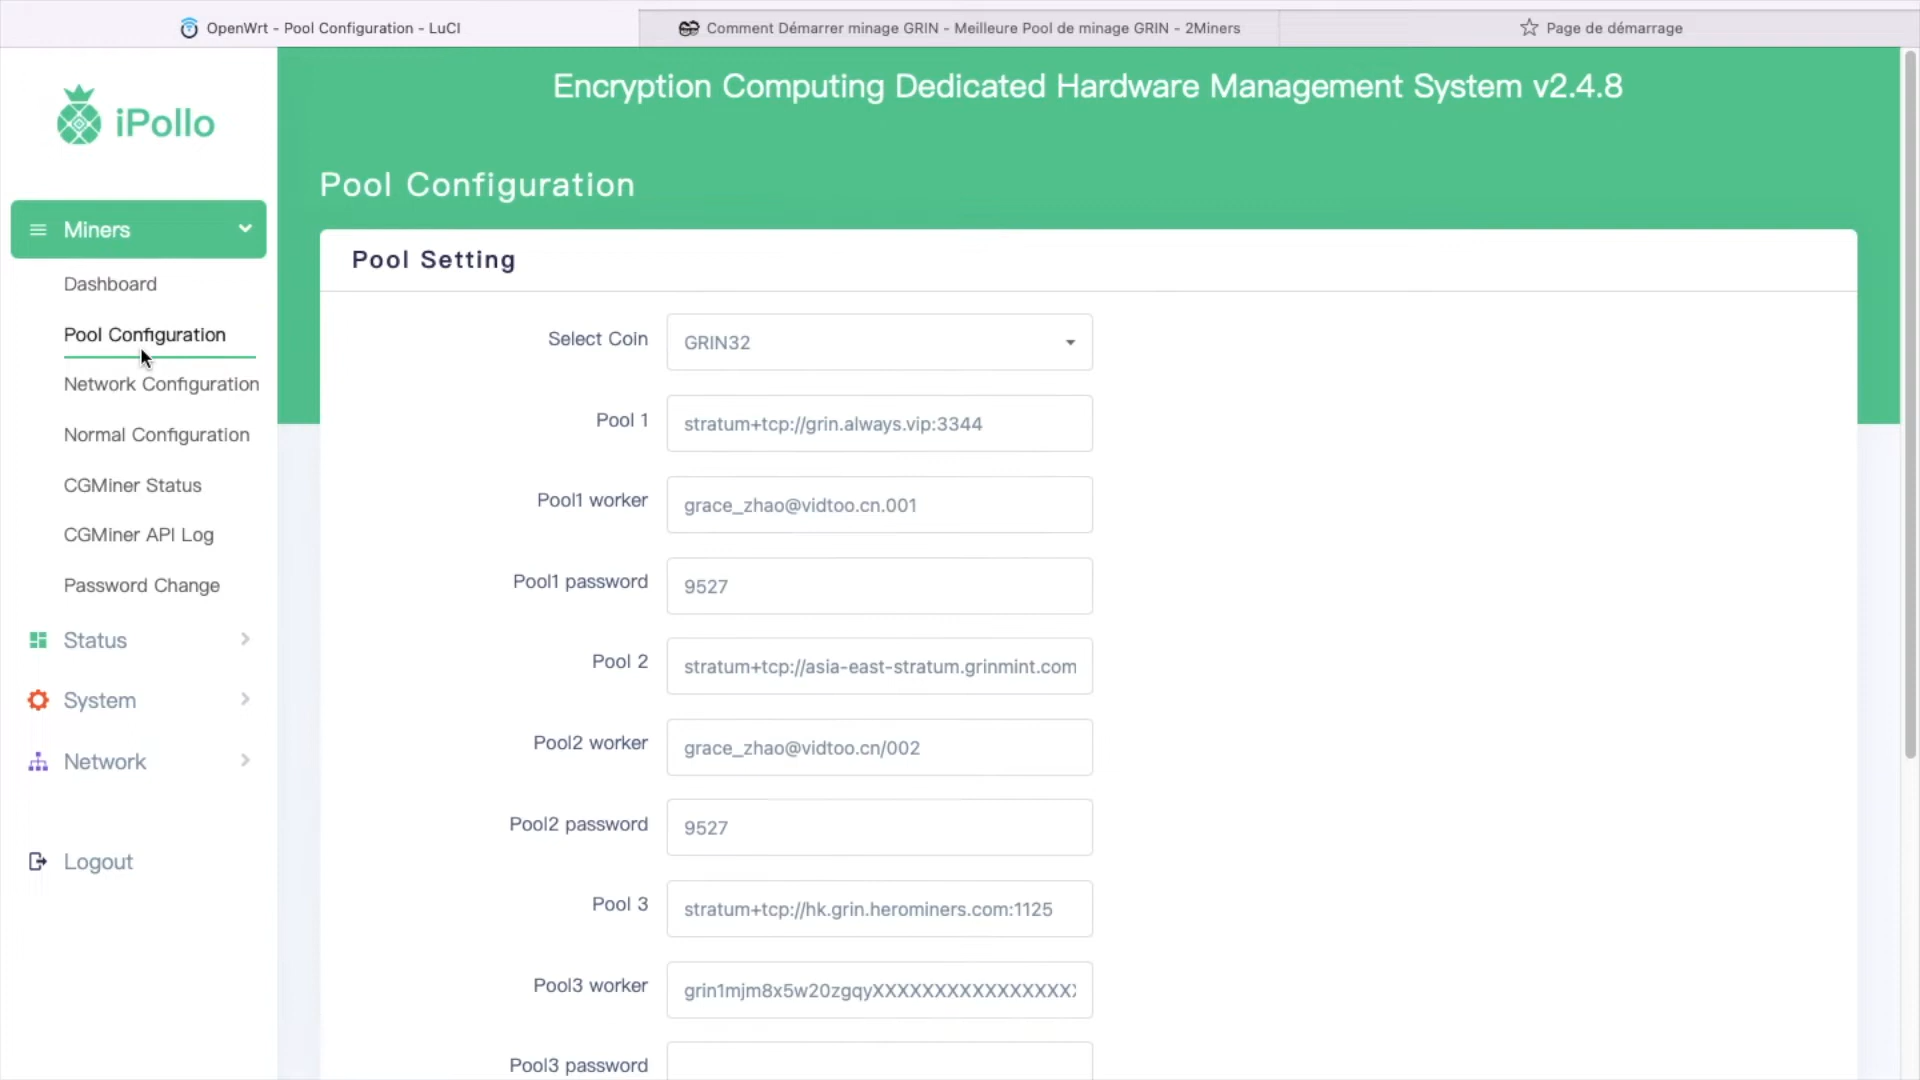 OpenWrt - Pool Configuration - LuCI
Comment Démarrer minage GRIN - Meilleure Pool de minage GRIN - 2Miners
Page de démarrage
iPollo
Encryption Computing Dedicated Hardware Management System v2.4.8
Pool Configuration
Miners
Dashboard
Pool Configuration
Network Configuration
Normal Configuration
CGMiner Status
CGMiner API Log
Password Change
Status
System
Network
Logout
Pool Setting
Select Coin GRIN32
Pool 1 stratum+tcp://grin.always.vip:3344
Pool1 worker grace_zhao@vidtoo.cn.001
Pool1 password 9527
Pool 2 stratum+tcp://asia-east-stratum.grinmint.com
Pool2 worker grace_zhao@vidtoo.cn/002
Pool2 password 9527
Pool 3 stratum+tcp://hk.grin.herominers.com:1125
Pool3 worker grin1mjm8x5w20zgqyXXXXXXXXXXXXXXXXX
Pool3 password